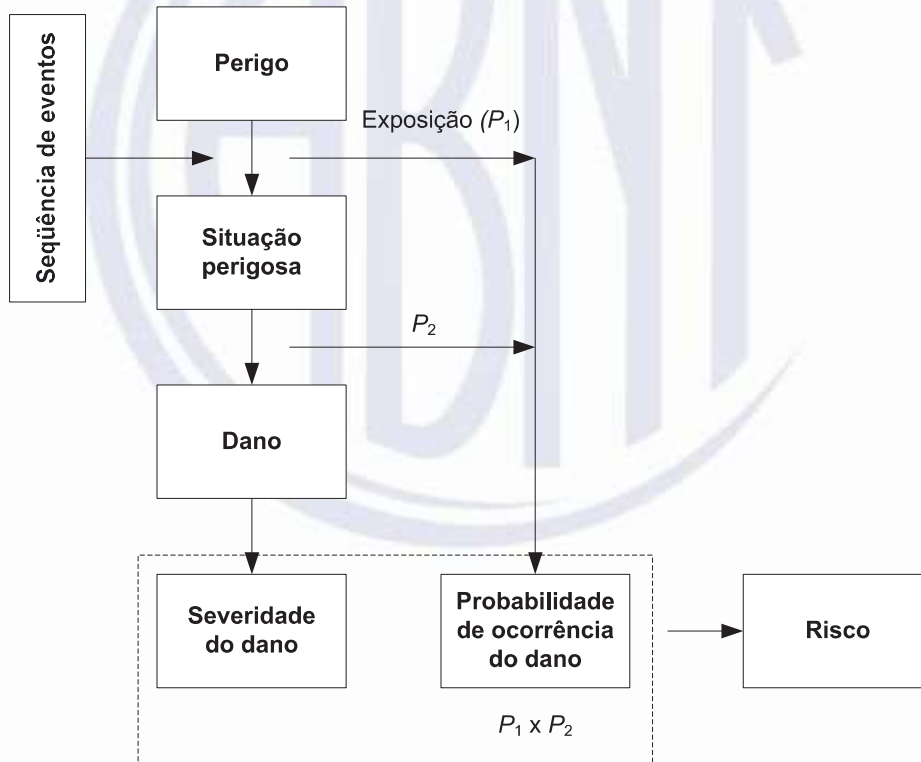 Seqüência de eventos
Perigo
Exposição (P₁)
Situação
perigosa
P₂
Dano
Severidade
do dano
Probabilidade
de ocorrência
do dano
Risco
P₁ x P₂
ABNT